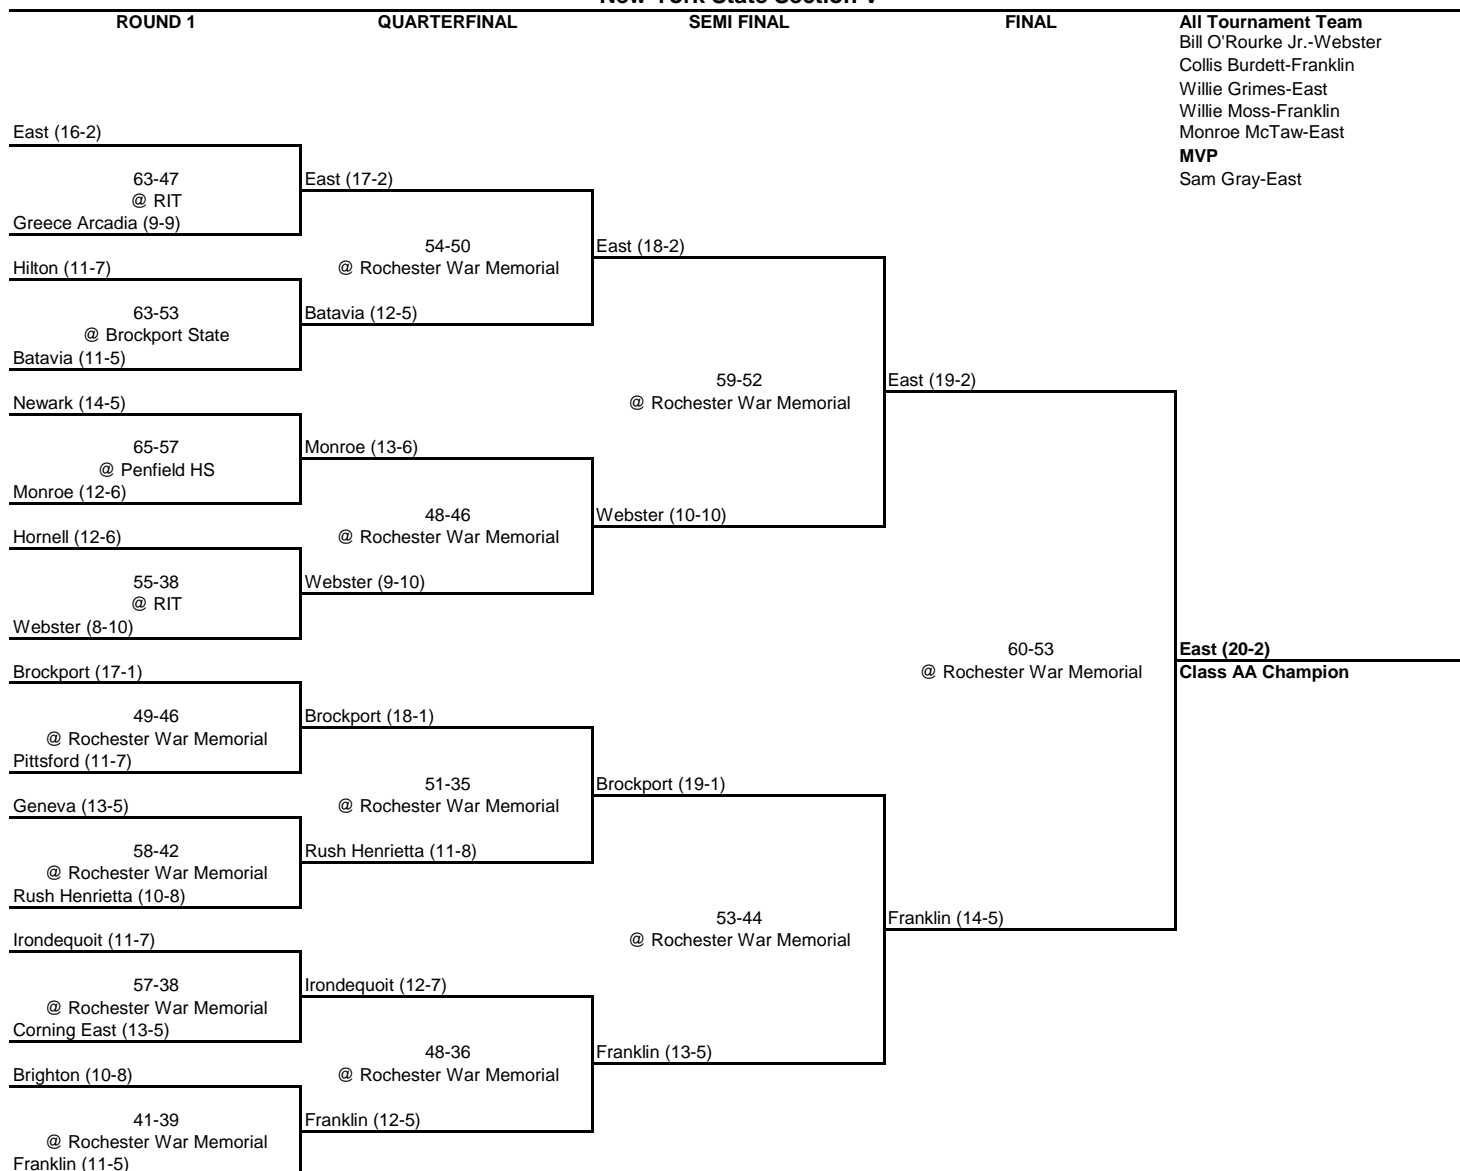 New York State Section V
ROUND 1
QUARTERFINAL
SEMI FINAL
FINAL
All Tournament Team
Bill O'Rourke Jr.-Webster
Collis Burdett-Franklin
Willie Grimes-East
Willie Moss-Franklin
Monroe McTaw-East
MVP
Sam Gray-East
East (16-2)
63-47
@ RIT
Greece Arcadia (9-9)
Hilton (11-7)
63-53
@ Brockport State
Batavia (11-5)
Newark (14-5)
65-57
@ Penfield HS
Monroe (12-6)
Hornell (12-6)
55-38
@ RIT
Webster (8-10)
Brockport (17-1)
49-46
@ Rochester War Memorial
Pittsford (11-7)
Geneva (13-5)
58-42
@ Rochester War Memorial
Rush Henrietta (10-8)
Irondequoit (11-7)
57-38
@ Rochester War Memorial
Corning East (13-5)
Brighton (10-8)
41-39
@ Rochester War Memorial
Franklin (11-5)
East (17-2)
54-50
@ Rochester War Memorial
Batavia (12-5)
Monroe (13-6)
48-46
@ Rochester War Memorial
Webster (9-10)
Brockport (18-1)
51-35
@ Rochester War Memorial
Rush Henrietta (11-8)
Irondequoit (12-7)
48-36
@ Rochester War Memorial
Franklin (12-5)
East (18-2)
59-52
@ Rochester War Memorial
Webster (10-10)
Brockport (19-1)
53-44
@ Rochester War Memorial
Franklin (13-5)
East (19-2)
60-53
@ Rochester War Memorial
Franklin (14-5)
East (20-2)
Class AA Champion